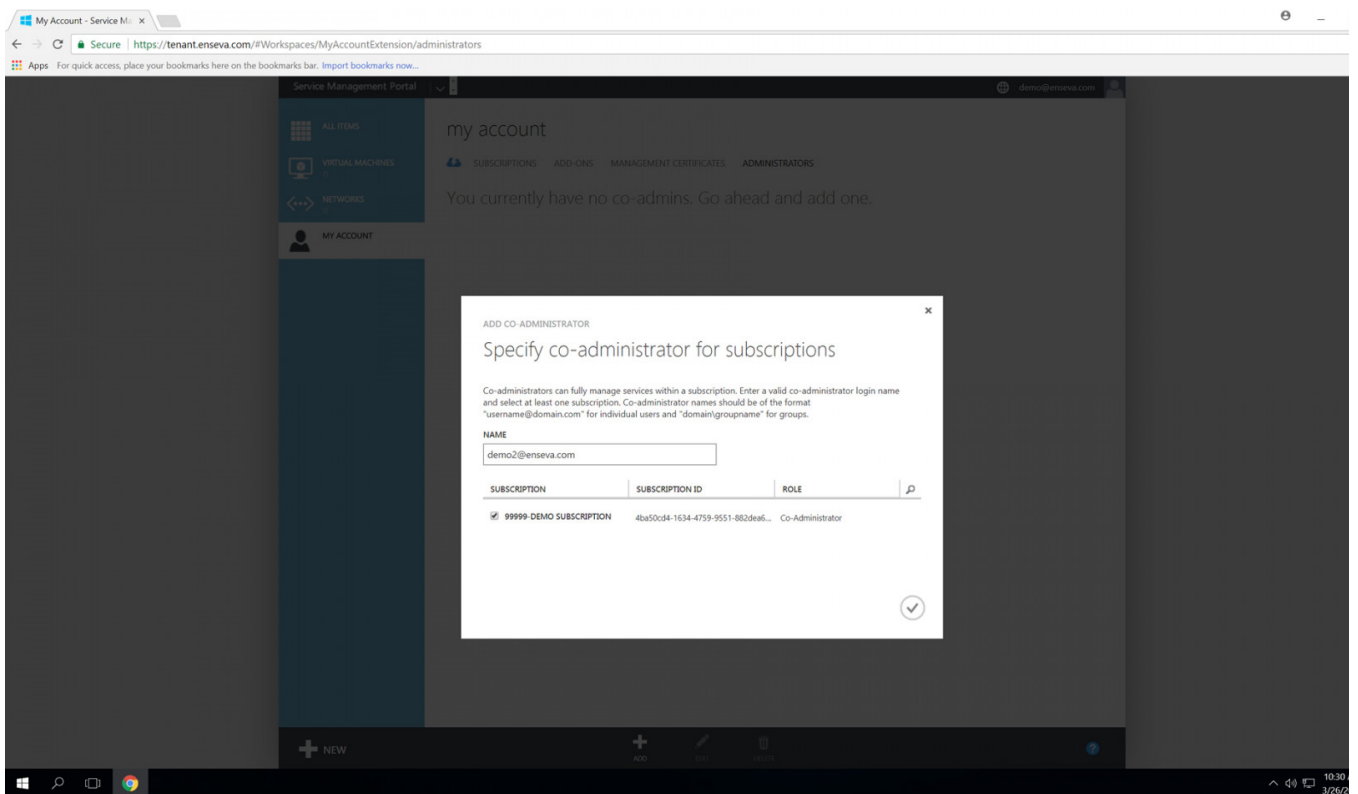 My Account - Service Ma
Secure | https://tenant.enseva.com/#Workspaces/MyAccountExtension/administrators
Apps For quick access, place your bookmarks here on the bookmarks bar. Import bookmarks now...
Service Management Portal
demo@enseva.com
ALL ITEMS
VIRTUAL MACHINES
NETWORKS
MY ACCOUNT
my account
SUBSCRIPTIONS ADD-ONS MANAGEMENT CERTIFICATES ADMINISTRATORS
You currently have no co-admins. Go ahead and add one.
ADD CO-ADMINISTRATOR
Specify co-administrator for subscriptions
Co-administrators can fully manage services within a subscription. Enter a valid co-administrator login name
and select at least one subscription. Co-administrator names should be of the format
"username@domain.com" for individual users and "domain\groupname" for groups.
NAME
demo2@enseva.com
SUBSCRIPTION SUBSCRIPTION ID ROLE
99999-DEMO SUBSCRIPTION 4ba50cd4-1634-4759-9551-882dea6... Co-Administrator
NEW
ADD
EDIT
DELETE
10:30
3/26/2